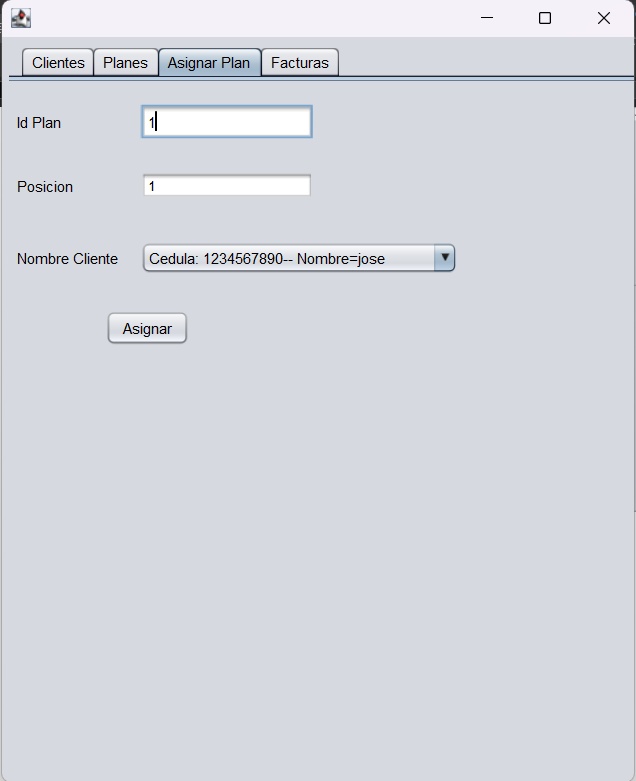 Clientes Planes Asignar Plan Facturas
Id Plan 1
Posicion 1
Nombre Cliente Cedula: 1234567890-- Nombre=jose
Asignar